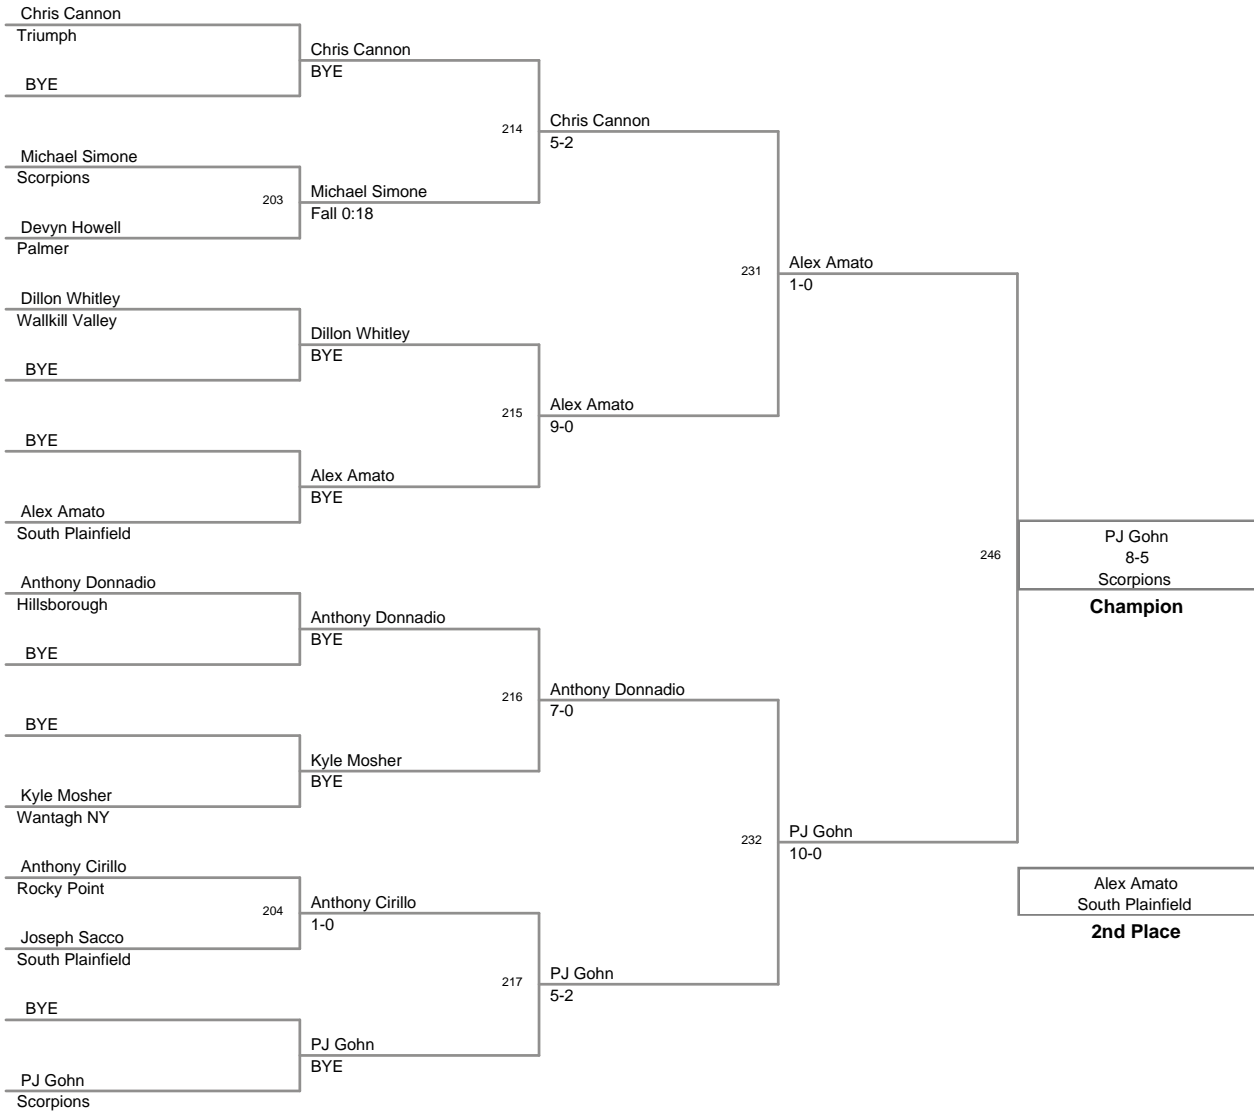 Chris Cannon
Triumph
BYE
Michael Simone
Scorpions
Devyn Howell
Palmer
Dillon Whitley
Wallkill Valley
BYE
BYE
Alex Amato
South Plainfield
Anthony Donnadio
Hillsborough
BYE
BYE
Kyle Mosher
Wantagh NY
Anthony Cirillo
Rocky Point
Joseph Sacco
South Plainfield
BYE
PJ Gohn
Scorpions
203
204
Chris Cannon
BYE
Michael Simone
Fall 0:18
Dillon Whitley
BYE
Alex Amato
BYE
Anthony Donnadio
BYE
Kyle Mosher
BYE
Anthony Cirillo
1-0
PJ Gohn
BYE
214
215
216
217
Chris Cannon
5-2
Alex Amato
9-0
Anthony Donnadio
7-0
PJ Gohn
5-2
231
232
Alex Amato
1-0
PJ Gohn
10-0
246
PJ Gohn
8-5
Scorpions
Champion
Alex Amato
South Plainfield
2nd Place